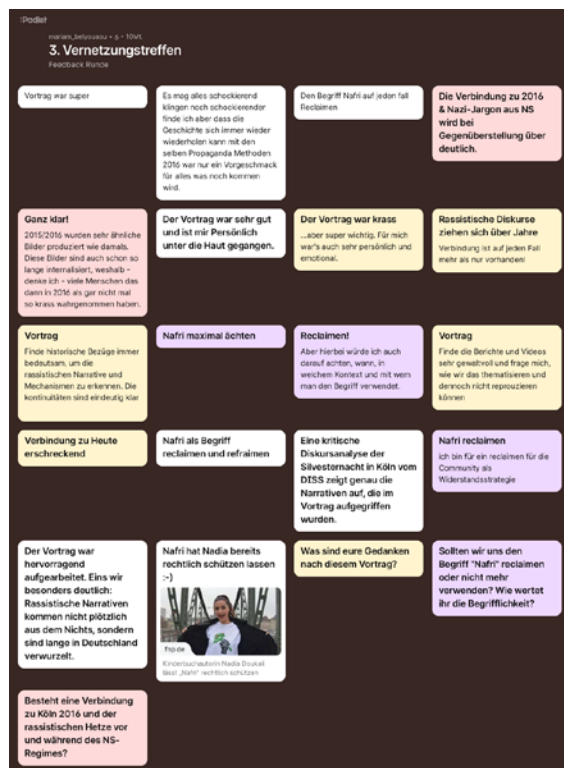 :Padlet
mariam_belyouaou • 6 • 10Mt.
3. Vernetzungstreffen
Feedback Runde
Vortrag war super
Es mag alles schockierend
klingen noch schockierender
finde ich aber dass die
Geschichte sich immer wieder
wiederholen kann mit den
selben Propaganda Methoden
2016 war nur ein Vorgeschmack
für alles was noch kommen
wird.
Den Begriff Nafri auf jeden fall
Reclaimen
Die Verbindung zu 2016
& Nazi-Jargon aus NS
wird bei
Gegenüberstellung über
deutlich.
Ganz klar!
2015/2016 wurden sehr ähnliche
Bilder produziert wie damals.
Diese Bilder sind auch schon so
lange internalisiert, weshalb -
denke ich - viele Menschen das
dann in 2016 als gar nicht mal
so krass wahrgenommen haben.
Der Vortrag war sehr gut
und ist mir Persönlich
unter die Haut gegangen.
Der Vortrag war krass
...aber super wichtig. Für mich
war's auch sehr persönlich und
emotional.
Rassistische Diskurse
ziehen sich über Jahre
Verbindung ist auf jeden Fall
mehr als nur vorhanden!
Vortrag
Finde historische Bezüge immer
bedeutsam, um die
rassistischen Narrative und
Mechanismen zu erkennen. Die
kontinuitäten sind eindeutig klar
Nafri maximal ächten
Reclaimen!
Aber hierbei würde ich auch
darauf achten, wann, in
welchem Kontext und mit wem
man den Begriff verwendet.
Vortrag
Finde die Berichte und Videos
sehr gewaltvoll und frage mich,
wie wir das thematisieren und
dennoch nicht reprouzieren
können
Verbindung zu Heute
erschreckend
Nafri als Begriff
reclaimen und refraimen
Eine kritische
Diskursanalyse der
Silvesternacht in Köln vom
DISS zeigt genau die
Narrativen auf, die im
Vortrag aufgegriffen
wurden.
Nafri reclaimen
ich bin für ein reclaimen für die
Community als
Widerstandsstrategie
Der Vortrag war
hervorragend
aufgearbeitet. Eins wir
besonders deutlich:
Rassistische Narrativen
kommen nicht plötzlich
aus dem Nichts, sondern
sind lange in Deutschland
verwurzelt.
Nafri hat Nadia bereits
rechtlich schützen lassen
:-)
fnp.de
Kinderbuchautorin Nadia Doukali
lässt „Nafri" rechtlich schützen
Was sind eure Gedanken
nach diesem Vortrag?
Sollten wir uns den
Begriff "Nafri" reclaimen
oder nicht mehr
verwenden? Wie wertet
ihr die Begrifflichkeit?
Besteht eine Verbindung
zu Köln 2016 und der
rassistischen Hetze vor
und während des NS-
Regimes?